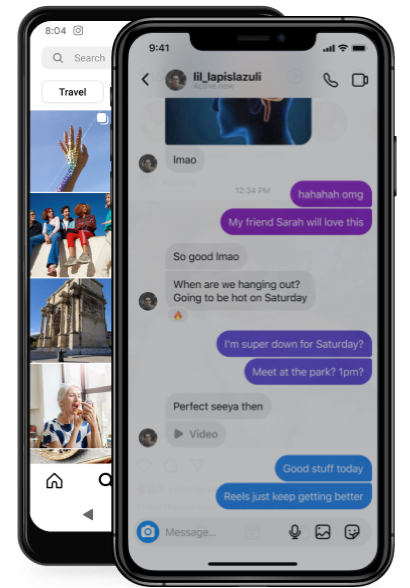 8:04
Search
Travel
9:41
lil_lapislazuli
Active now
lmao
12:34 PM
hahahah omg
My friend Sarah will love this
So good lmao
When are we hanging out?
Going to be hot on Saturday
I'm super down for Saturday?
Meet at the park? 1pm?
Perfect seeya then
Video
Good stuff today
Reels just keep getting better
Message...